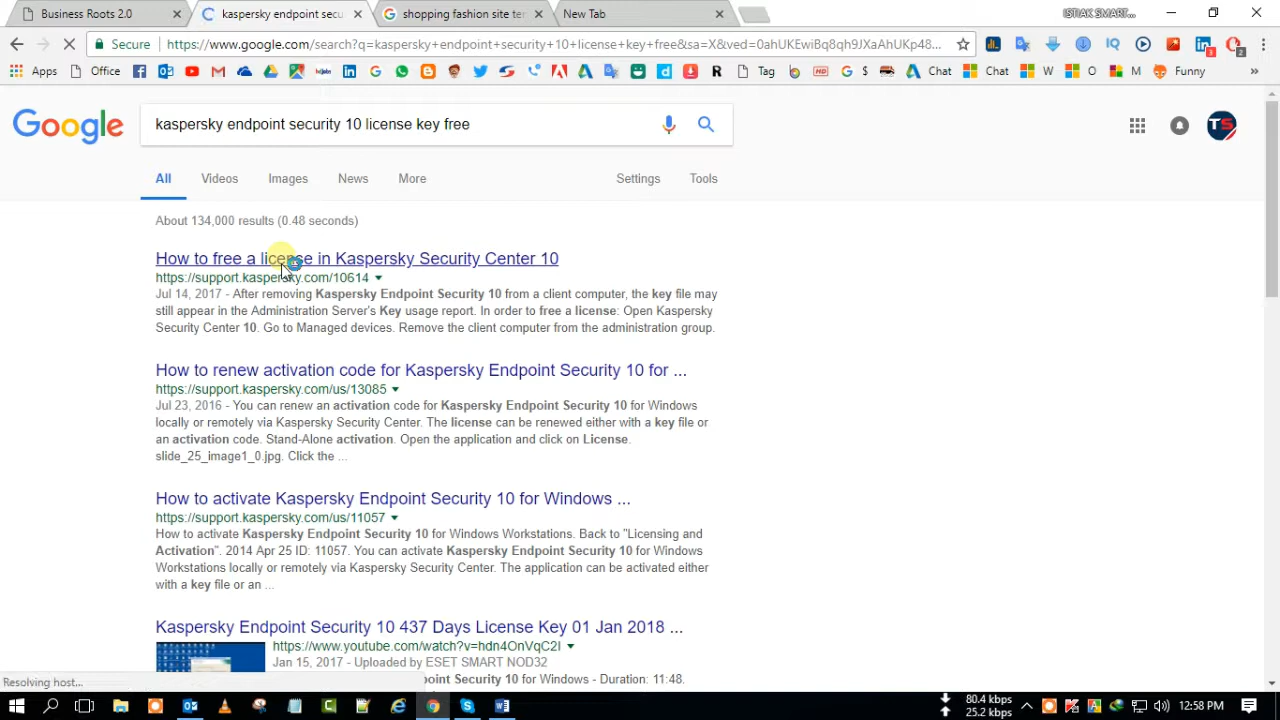 Business Roots 2.0
kaspersky endpoint secu
shopping fashion site ter
New Tab
ISTIAK SMART...
Secure
https://www.google.com/search?q=kaspersky+endpoint+security+10+license+key+free&sa=X&ved=0ahUKEwiBq8qh9JXaAhUKp48...
IQ
3
2
Apps
Office
HD
G $
Chat
Chat
W
O
M
Funny
»
Google
kaspersky endpoint security 10 license key free
TS
All
Videos
Images
News
More
Settings
Tools
About 134,000 results (0.48 seconds)
How to free a license in Kaspersky Security Center 10
https://support.kaspersky.com/10614
Jul 14, 2017 - After removing Kaspersky Endpoint Security 10 from a client computer, the key file may
still appear in the Administration Server's Key usage report. In order to free a license: Open Kaspersky
Security Center 10. Go to Managed devices. Remove the client computer from the administration group.
How to renew activation code for Kaspersky Endpoint Security 10 for ...
https://support.kaspersky.com/us/13085
Jul 23, 2016 - You can renew an activation code for Kaspersky Endpoint Security 10 for Windows
locally or remotely via Kaspersky Security Center. The license can be renewed either with a key file or
an activation code. Stand-Alone activation. Open the application and click on License.
slide_25_image1_0.jpg. Click the ...
How to activate Kaspersky Endpoint Security 10 for Windows ...
https://support.kaspersky.com/us/11057
How to activate Kaspersky Endpoint Security 10 for Windows Workstations. Back to "Licensing and
Activation". 2014 Apr 25 ID: 11057. You can activate Kaspersky Endpoint Security 10 for Windows
Workstations locally or remotely via Kaspersky Security Center. The application can be activated either
with a key file or an ...
Kaspersky Endpoint Security 10 437 Days License Key 01 Jan 2018 ...
https://www.youtube.com/watch?v=hdn4OnVqC2I
Jan 15, 2017 - Uploaded by ESET SMART NOD32
point Security 10 for Windows - Duration: 11:48.
Resolving host...
80.4 kbps
25.2 kbps
12:58 PM